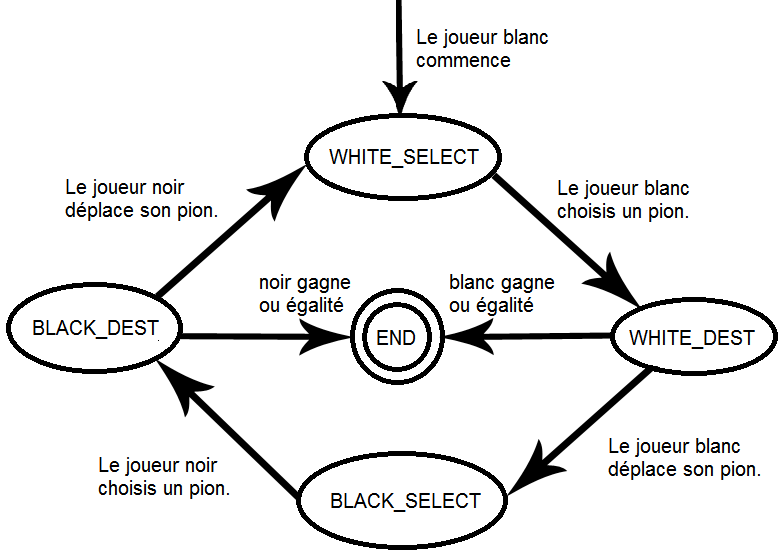 Le joueur blanc
commence
WHITE_SELECT
Le joueur noir
déplace son pion.
Le joueur blanc
choisis un pion.
noir gagne
ou égalité
blanc gagne
ou égalité
BLACK_DEST
END
WHITE_DEST
Le joueur noir
choisis un pion.
Le joueur blanc
déplace son pion.
BLACK_SELECT